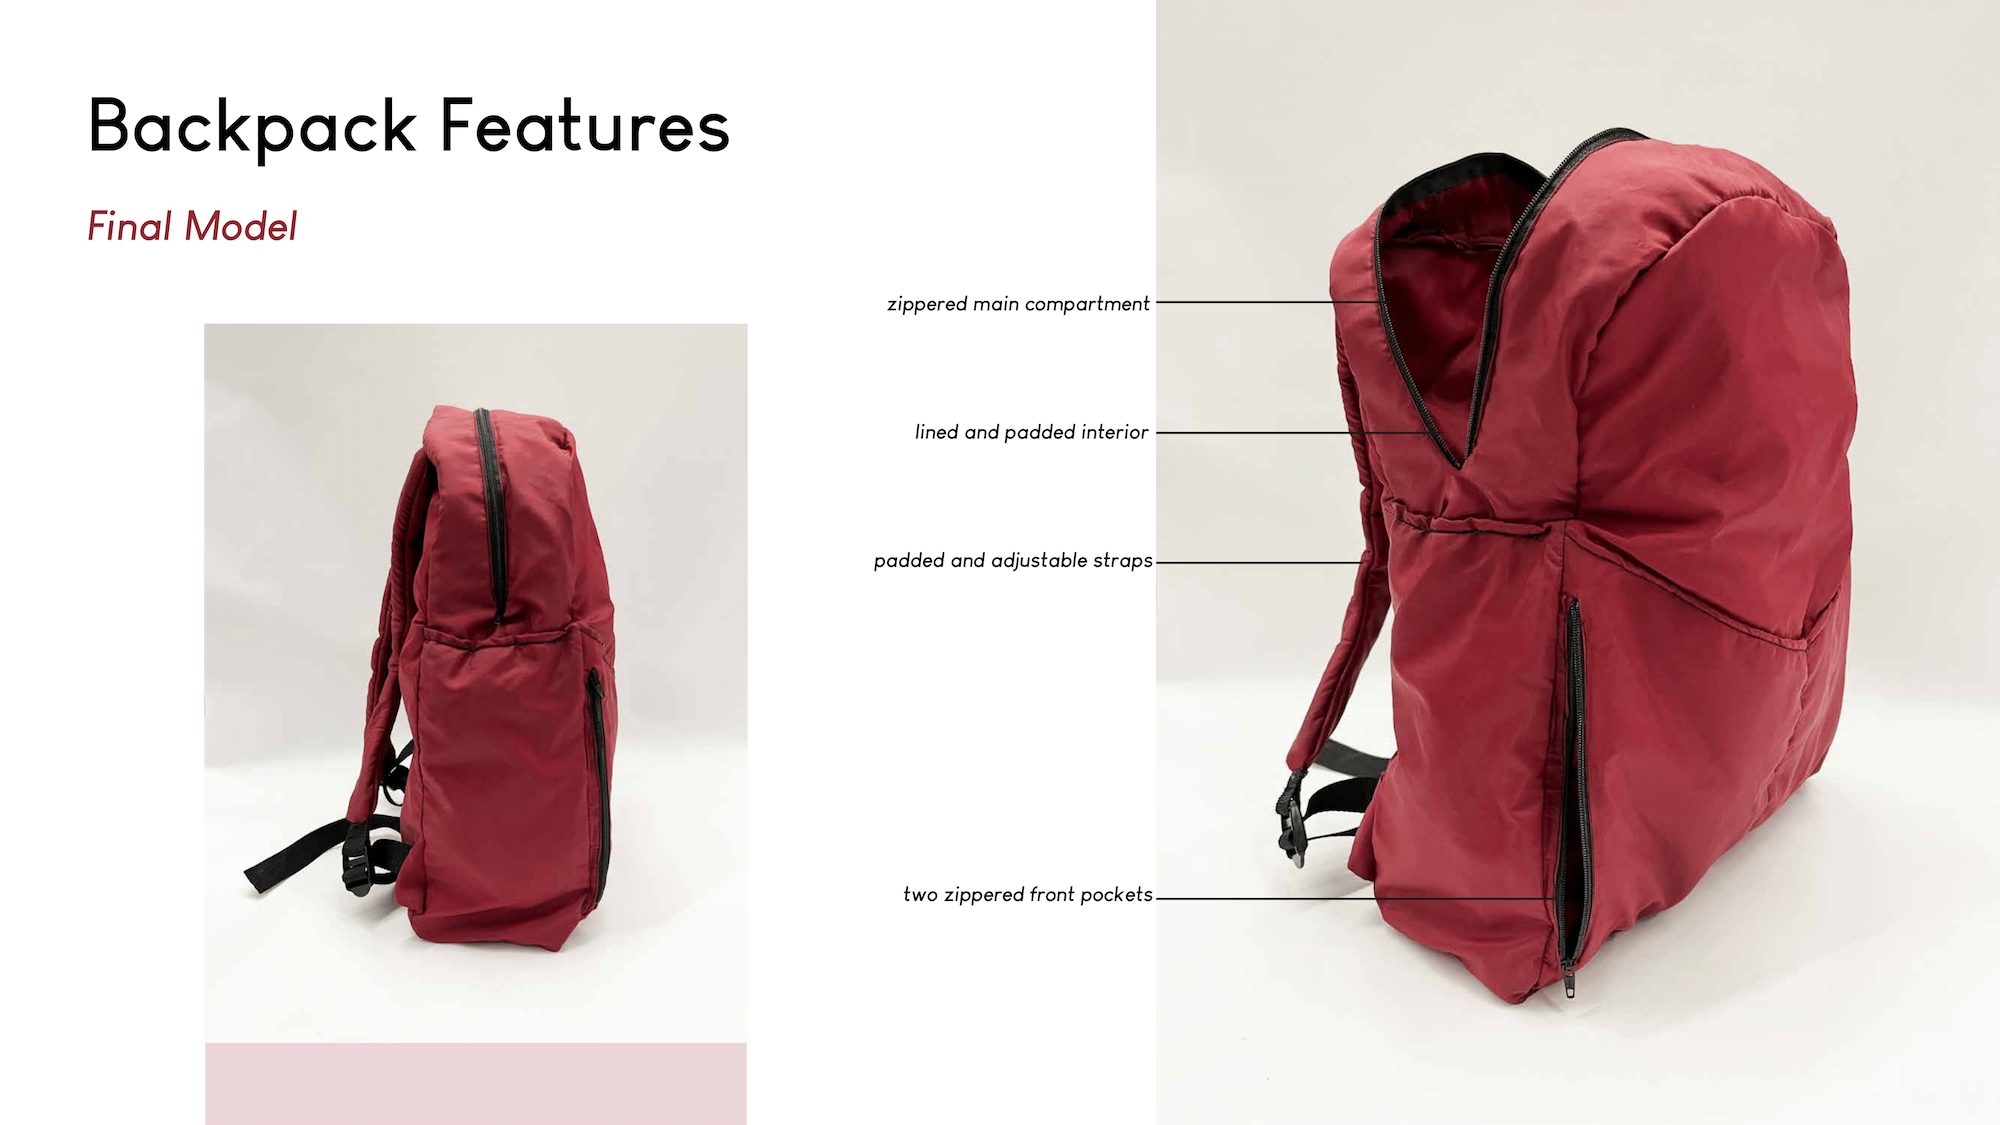 Backpack Features
Final Model
zippered main compartment
lined and padded interior
padded and adjustable straps
two zippered front pockets